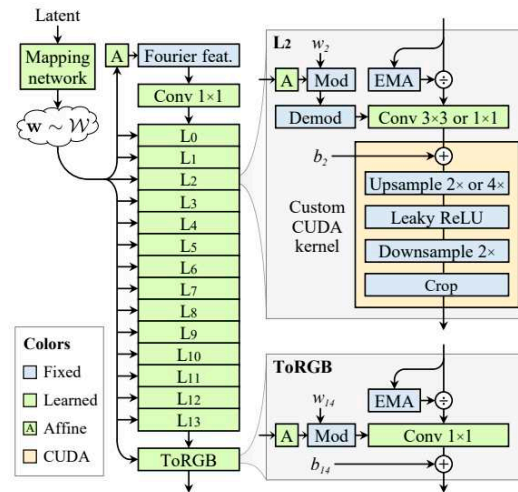 Latent
Mapping
network
w ~ W
A
Fourier feat.
Conv 1×1
L0
L1
L2
L3
L4
L5
L6
L7
L8
L9
L10
L11
L12
L13
ToRGB
Colors
Fixed
Learned
A Affine
CUDA
L2
w2
A
Mod
EMA
÷
Demod
Conv 3×3 or 1×1
b2
+
Upsample 2× or 4×
Leaky ReLU
Downsample 2×
Crop
Custom
CUDA
kernel
ToRGB
w14
EMA
÷
A
Mod
Conv 1×1
b14
+